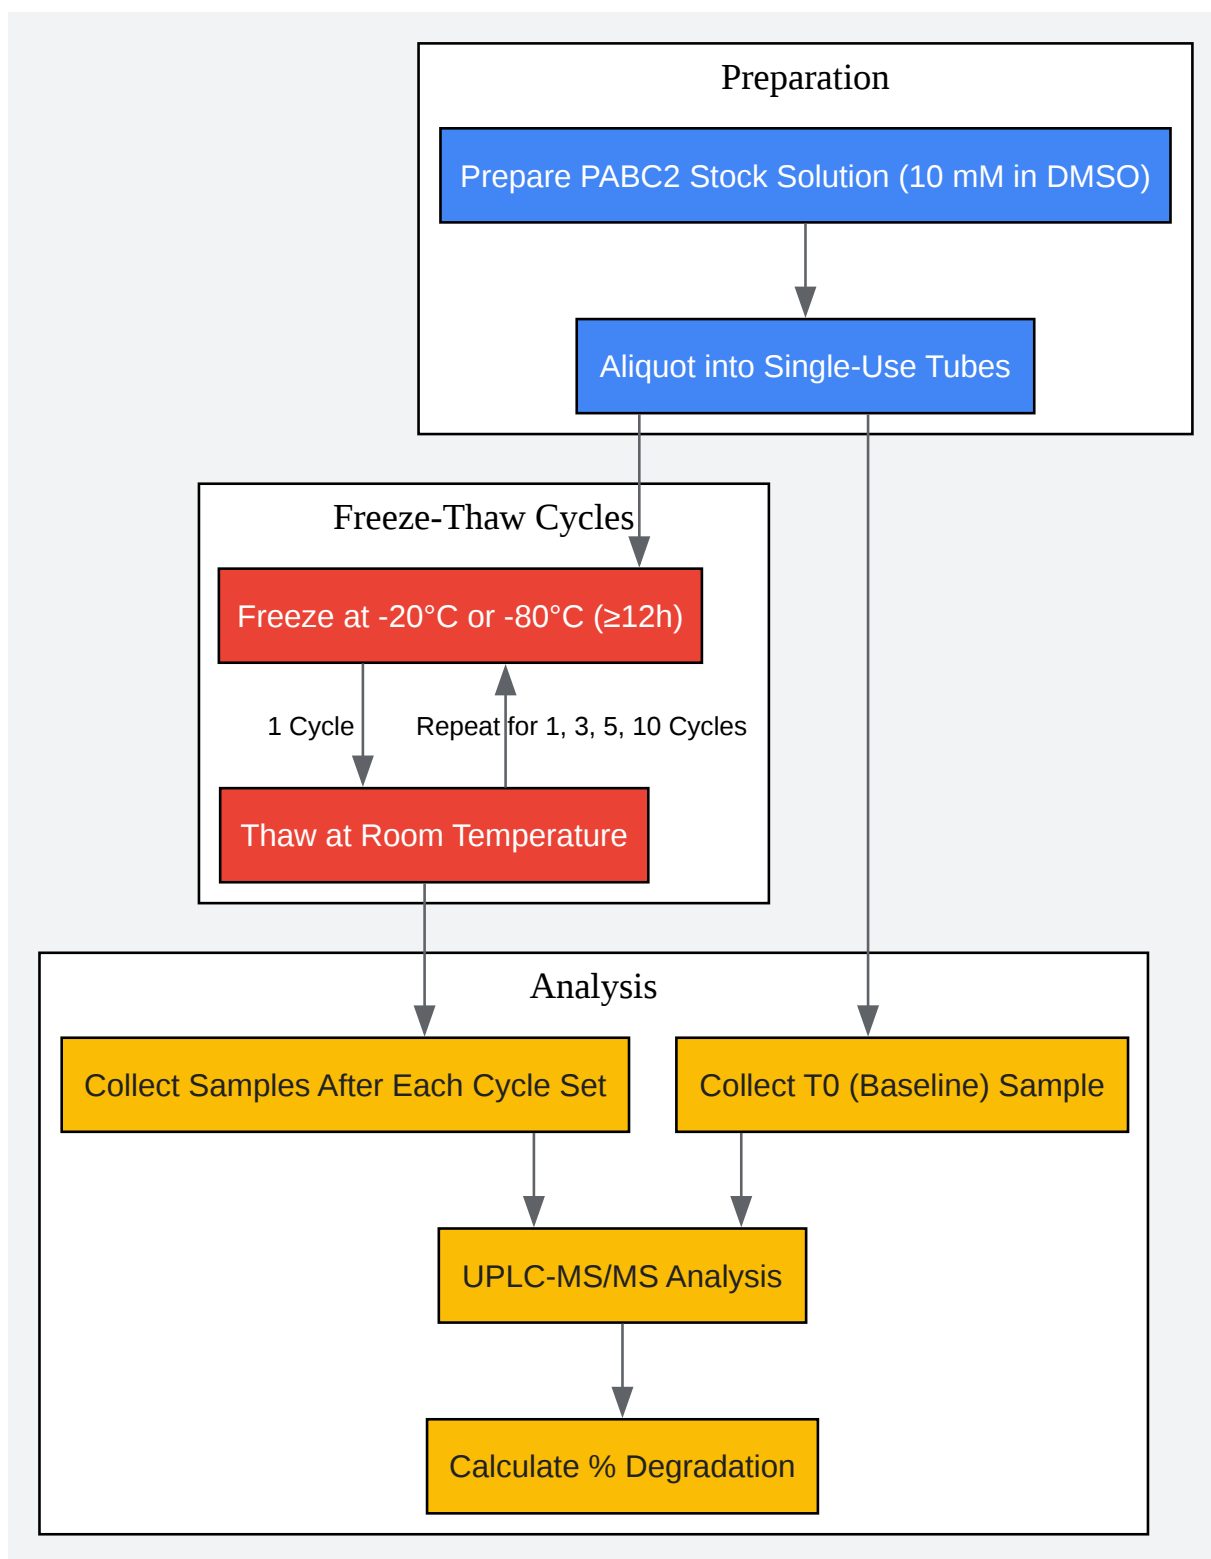 Preparation
Prepare PABC2 Stock Solution (10 mM in DMSO)
Aliquot into Single-Use Tubes
Freeze-Thaw Cycles
Freeze at -20°C or -80°C (≥12h)
1 Cycle
Repeat for 1, 3, 5, 10 Cycles
Thaw at Room Temperature
Analysis
Collect Samples After Each Cycle Set
Collect T0 (Baseline) Sample
UPLC-MS/MS Analysis
Calculate % Degradation